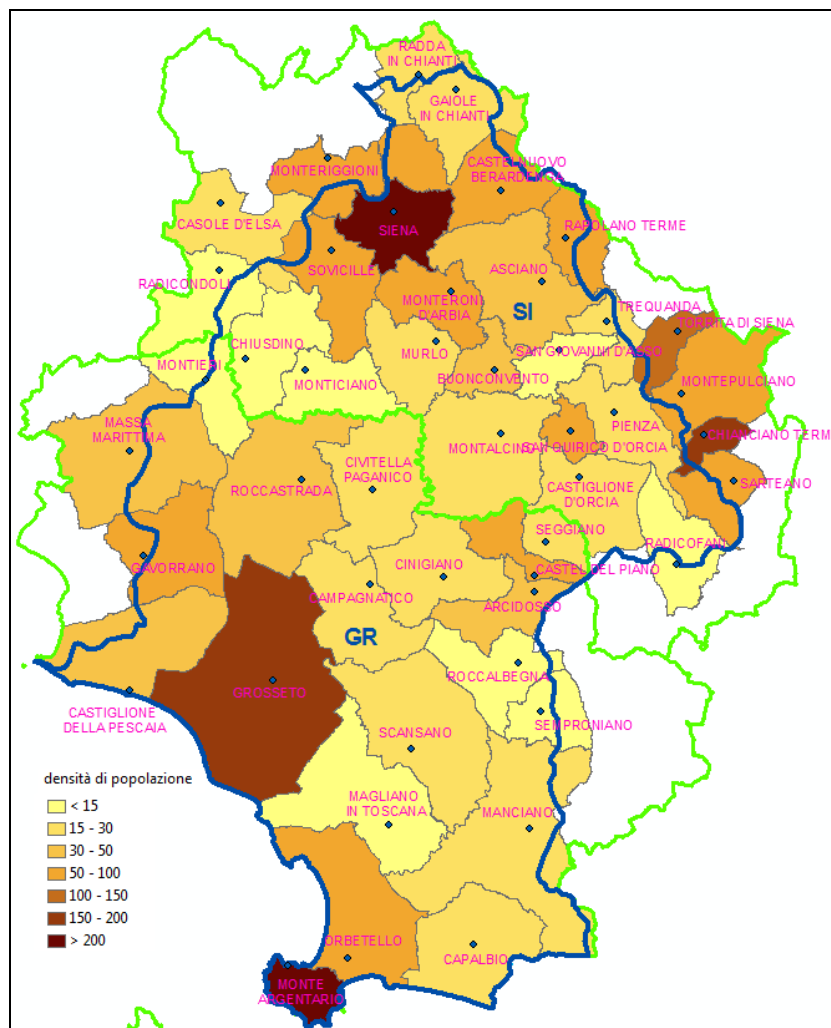 RADDA
IN CHIANTI
GAIOLE
IN CHIANTI
MONTERIGGIONI
CASTELNUOVO
BERARDENGA
CASOLE D'ELSA
SIENA
RAPOLANO TERME
SOVICILLE
ASCIANO
RADICONDOLI
MONTERONI
D'ARBIA
SI
TREQUANDA
TORRITA DI SIENA
CHIUSDINO
MURLO
SAN GIOVANNI D'ASSO
MONTIERI
MONTICIANO
BUONCONVENTO
MONTEPULCIANO
MASSA
MARITTIMA
PIENZA
MONTALCINO
SAN QUIRICO D'ORCIA
CHIANCIANO TERM
CIVITELLA
PAGANICO
ROCCASTRADA
CASTIGLIONE
D'ORCIA
SARTEANO
SEGGIANO
RADICOFANI
GAVORRANO
CINIGIANO
CASTEL DEL PIANO
CAMPAGNATICO
ARCIDOSSO
GR
ROCCALBEGNA
GROSSETO
SEMPRONIANO
CASTIGLIONE
DELLA PESCAIA
SCANSANO
MAGLIANO
IN TOSCANA
MANCIANO
densità di popolazione
< 15
15 - 30
30 - 50
50 - 100
100 - 150
150 - 200
> 200
ORBETELLO
CAPALBIO
MONTE
ARGENTARIO